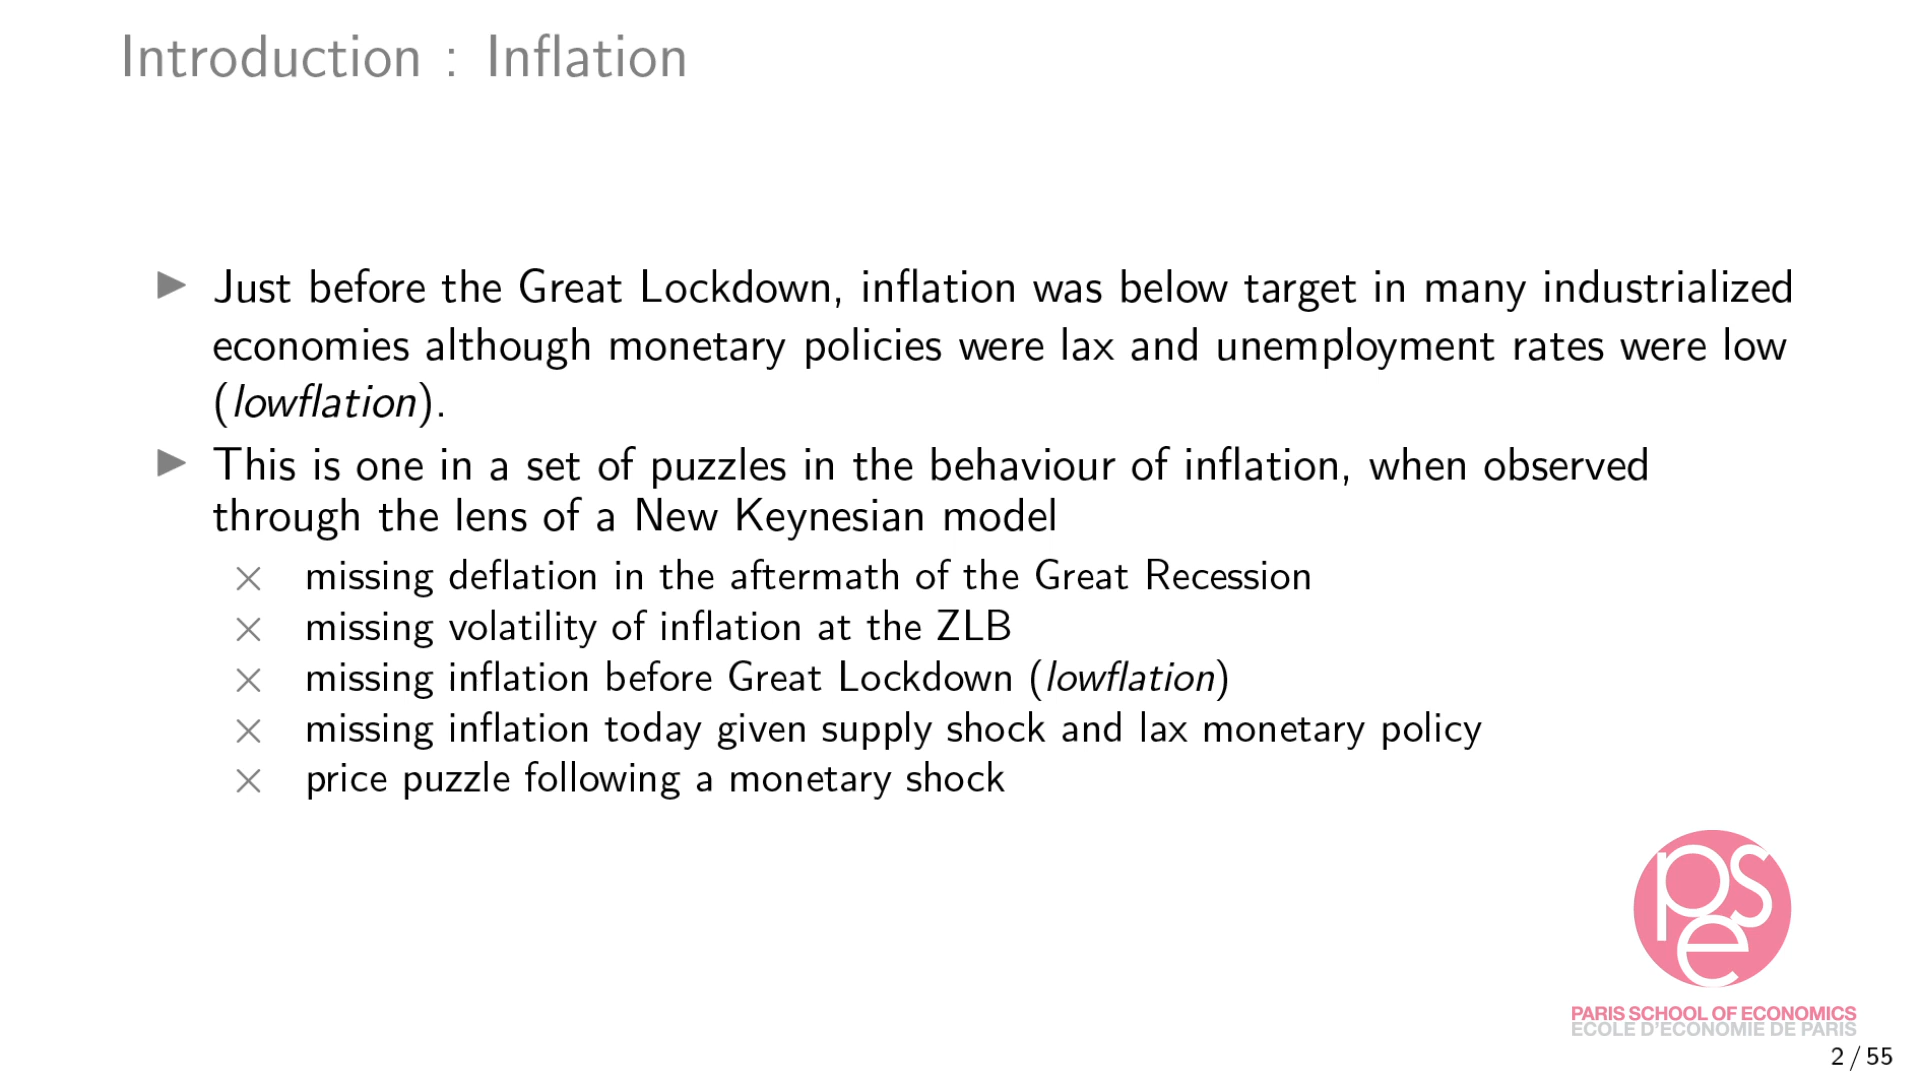 Introduction : Inflation
▶ Just before the Great Lockdown, inflation was below target in many industrialized
economies although monetary policies were lax and unemployment rates were low
(lowflation).
▶ This is one in a set of puzzles in the behaviour of inflation, when observed
through the lens of a New Keynesian model
× missing deflation in the aftermath of the Great Recession
× missing volatility of inflation at the ZLB
× missing inflation before Great Lockdown (lowflation)
× missing inflation today given supply shock and lax monetary policy
× price puzzle following a monetary shock
pse
PARIS SCHOOL OF ECONOMICS
ECOLE D'ECONOMIE DE PARIS
2 / 55